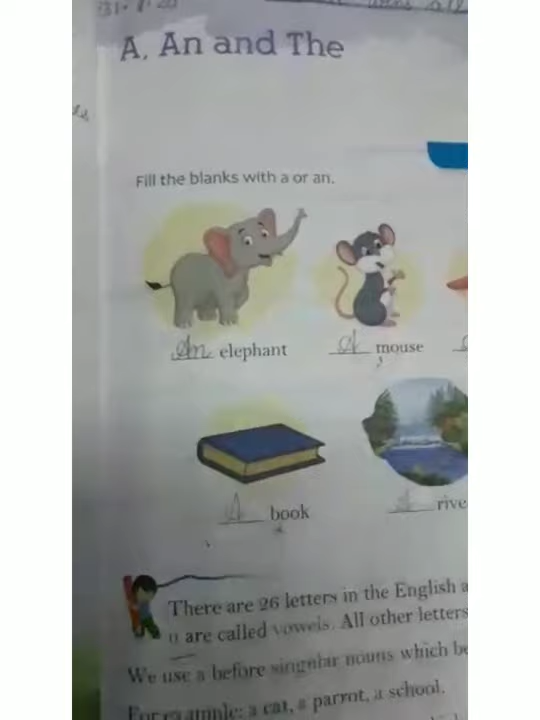 A, An and The
Fill the blanks with a or an.
An elephant
A mouse
A book
A rive
There are 26 letters in the English a
u are called vowels. All other letters
We use a before singular nouns which be
For example: a cat, a parrot, a school.